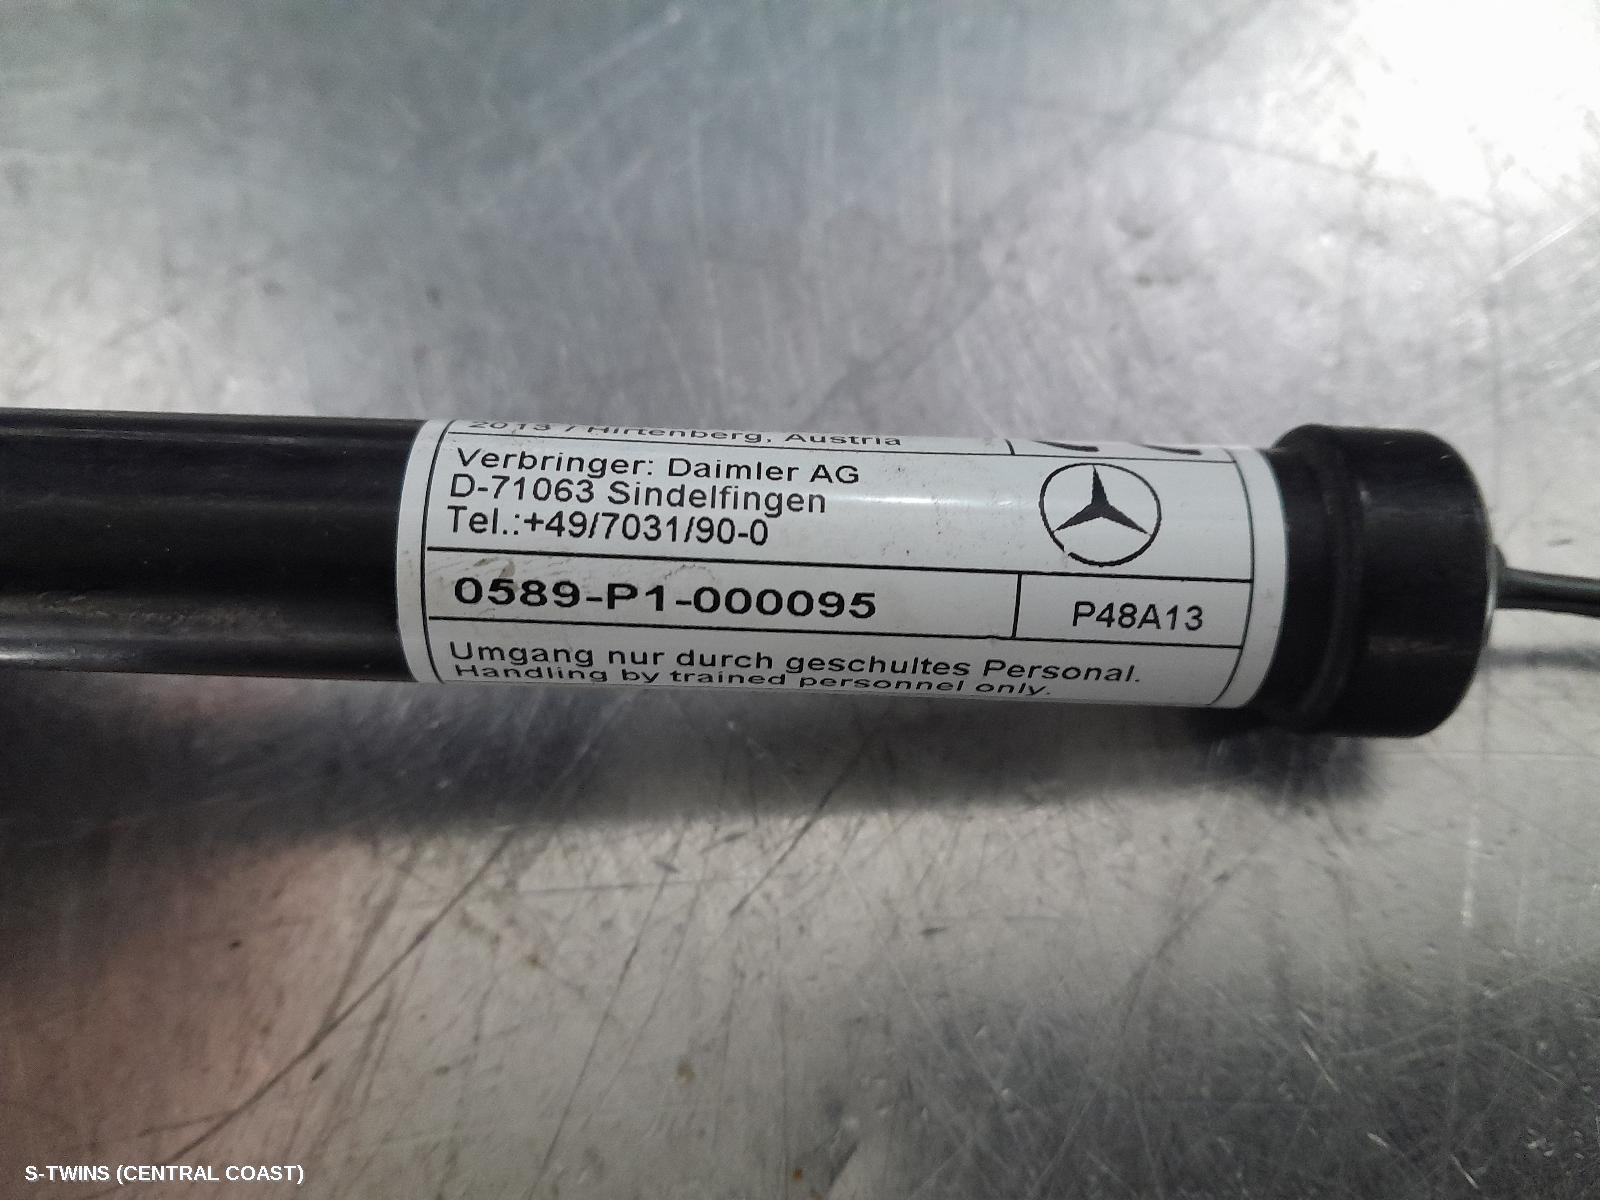 2013 / Hirtenberg, Austria
Verbringer: Daimler AG
D-71063 Sindelfingen
Tel.:+49/7031/90-0
0589-P1-000095
P48A13
Umgang nur durch geschultes Personal.
Handling by trained personnel only.
S-TWINS (CENTRAL COAST)